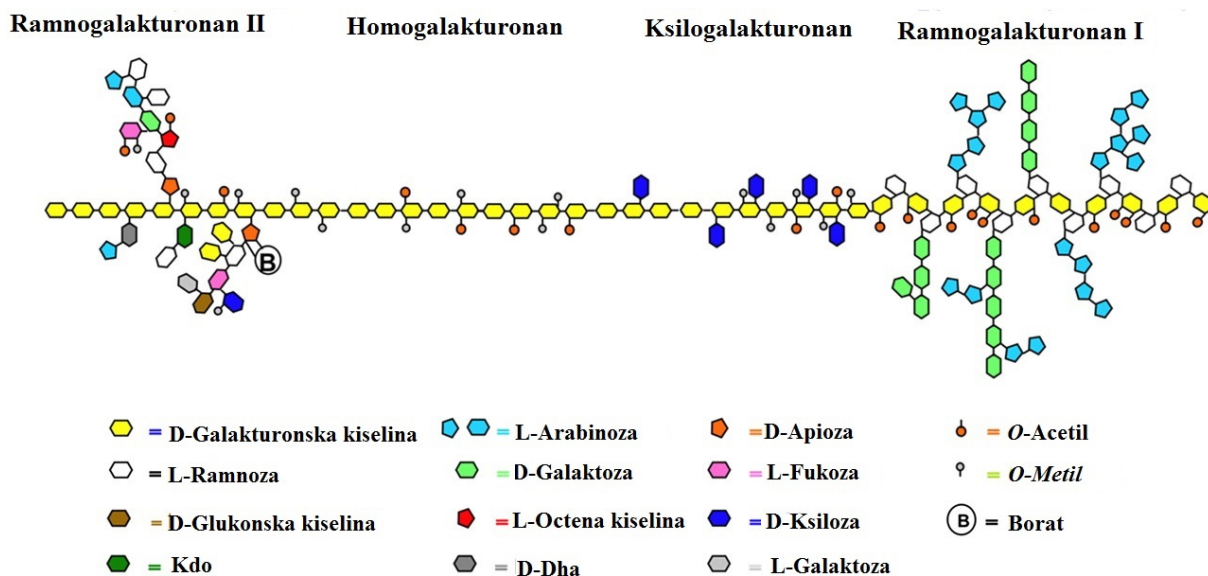 Ramnogalakturonan II Homogalakturonan Ksilogalakturonan Ramnogalakturonan I
B
= D-Galakturonska kiselina = L-Arabinoza = D-Apioza = O-Acetil
= L-Ramnoza = D-Galaktoza = L-Fukoza = O-Metil
= D-Glukonska kiselina = L-Octena kiselina = D-Ksiloza B = Borat
= Kdo = D-Dha = L-Galaktoza